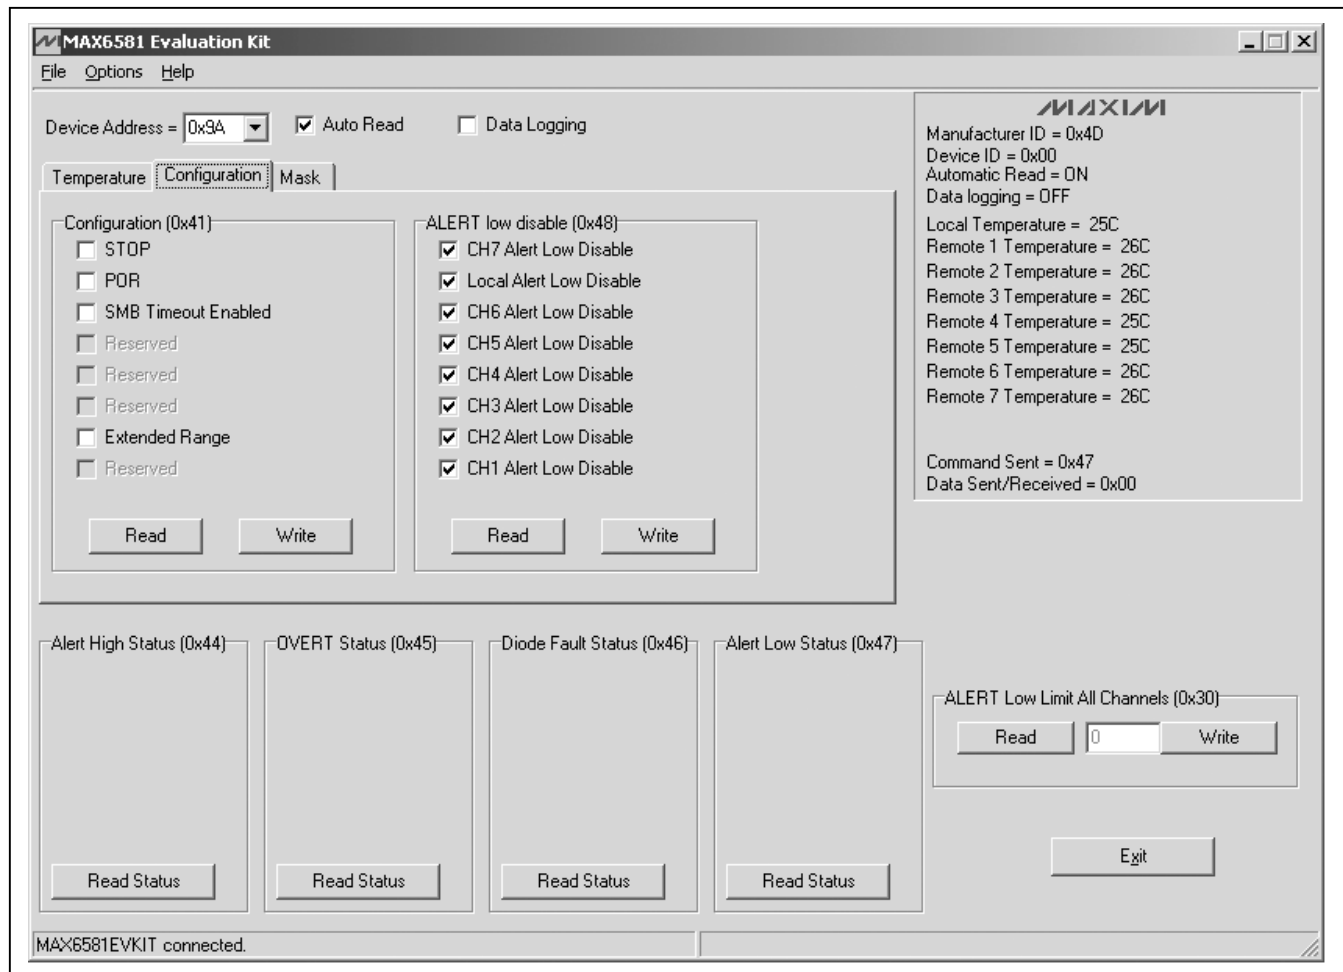 MAX6581 Evaluation Kit
File Options Help
Device Address = 0x9A Auto Read Data Logging
Temperature Configuration Mask
Configuration (0x41)
STOP
POR
SMB Timeout Enabled
Reserved
Reserved
Reserved
Extended Range
Reserved
Read Write
ALERT low disable (0x48)
CH7 Alert Low Disable
Local Alert Low Disable
CH6 Alert Low Disable
CH5 Alert Low Disable
CH4 Alert Low Disable
CH3 Alert Low Disable
CH2 Alert Low Disable
CH1 Alert Low Disable
Read Write
MAXIM
Manufacturer ID = 0x4D
Device ID = 0x00
Automatic Read = ON
Data logging = OFF
Local Temperature = 25C
Remote 1 Temperature = 26C
Remote 2 Temperature = 26C
Remote 3 Temperature = 26C
Remote 4 Temperature = 25C
Remote 5 Temperature = 25C
Remote 6 Temperature = 26C
Remote 7 Temperature = 26C
Command Sent = 0x47
Data Sent/Received = 0x00
Alert High Status (0x44)
Read Status
OVERT Status (0x45)
Read Status
Diode Fault Status (0x46)
Read Status
Alert Low Status (0x47)
Read Status
ALERT Low Limit All Channels (0x30)
Read 0 Write
Exit
MAX6581EVKIT connected.